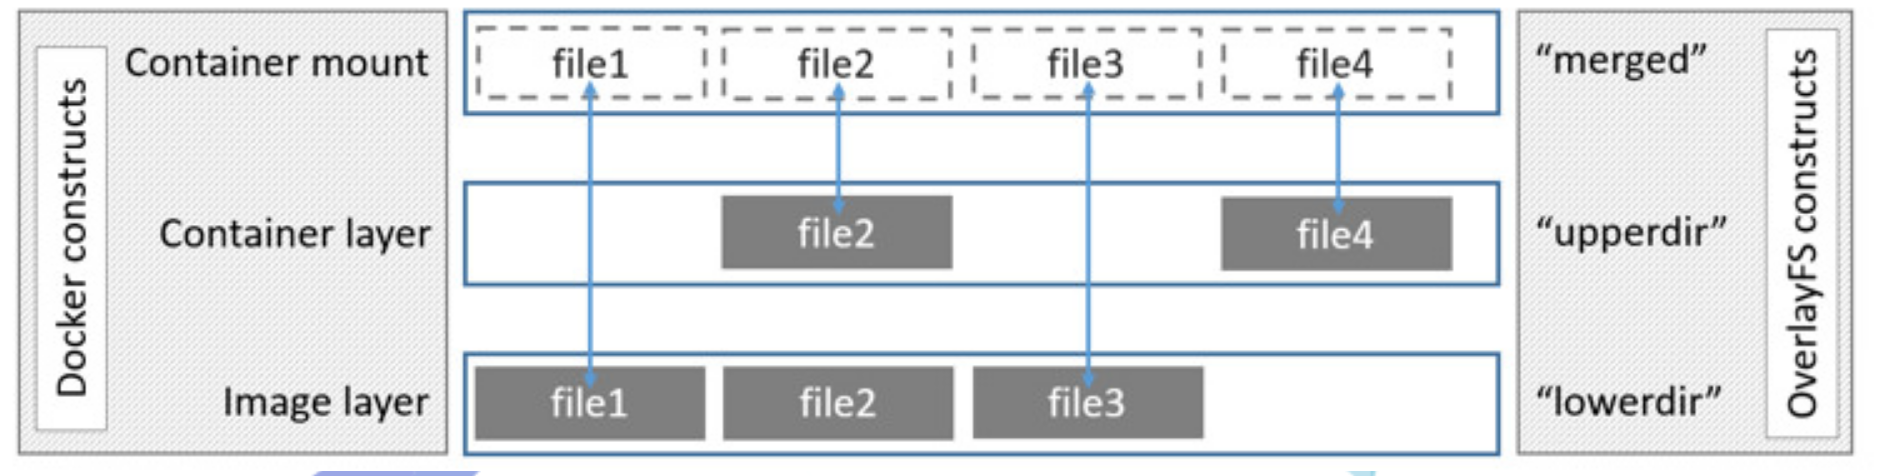 Docker constructs
Container mount
file1
file2
file3
file4
“merged”
Container layer
file2
file4
“upperdir”
Image layer
file1
file2
file3
“lowerdir”
OverlayFS constructs